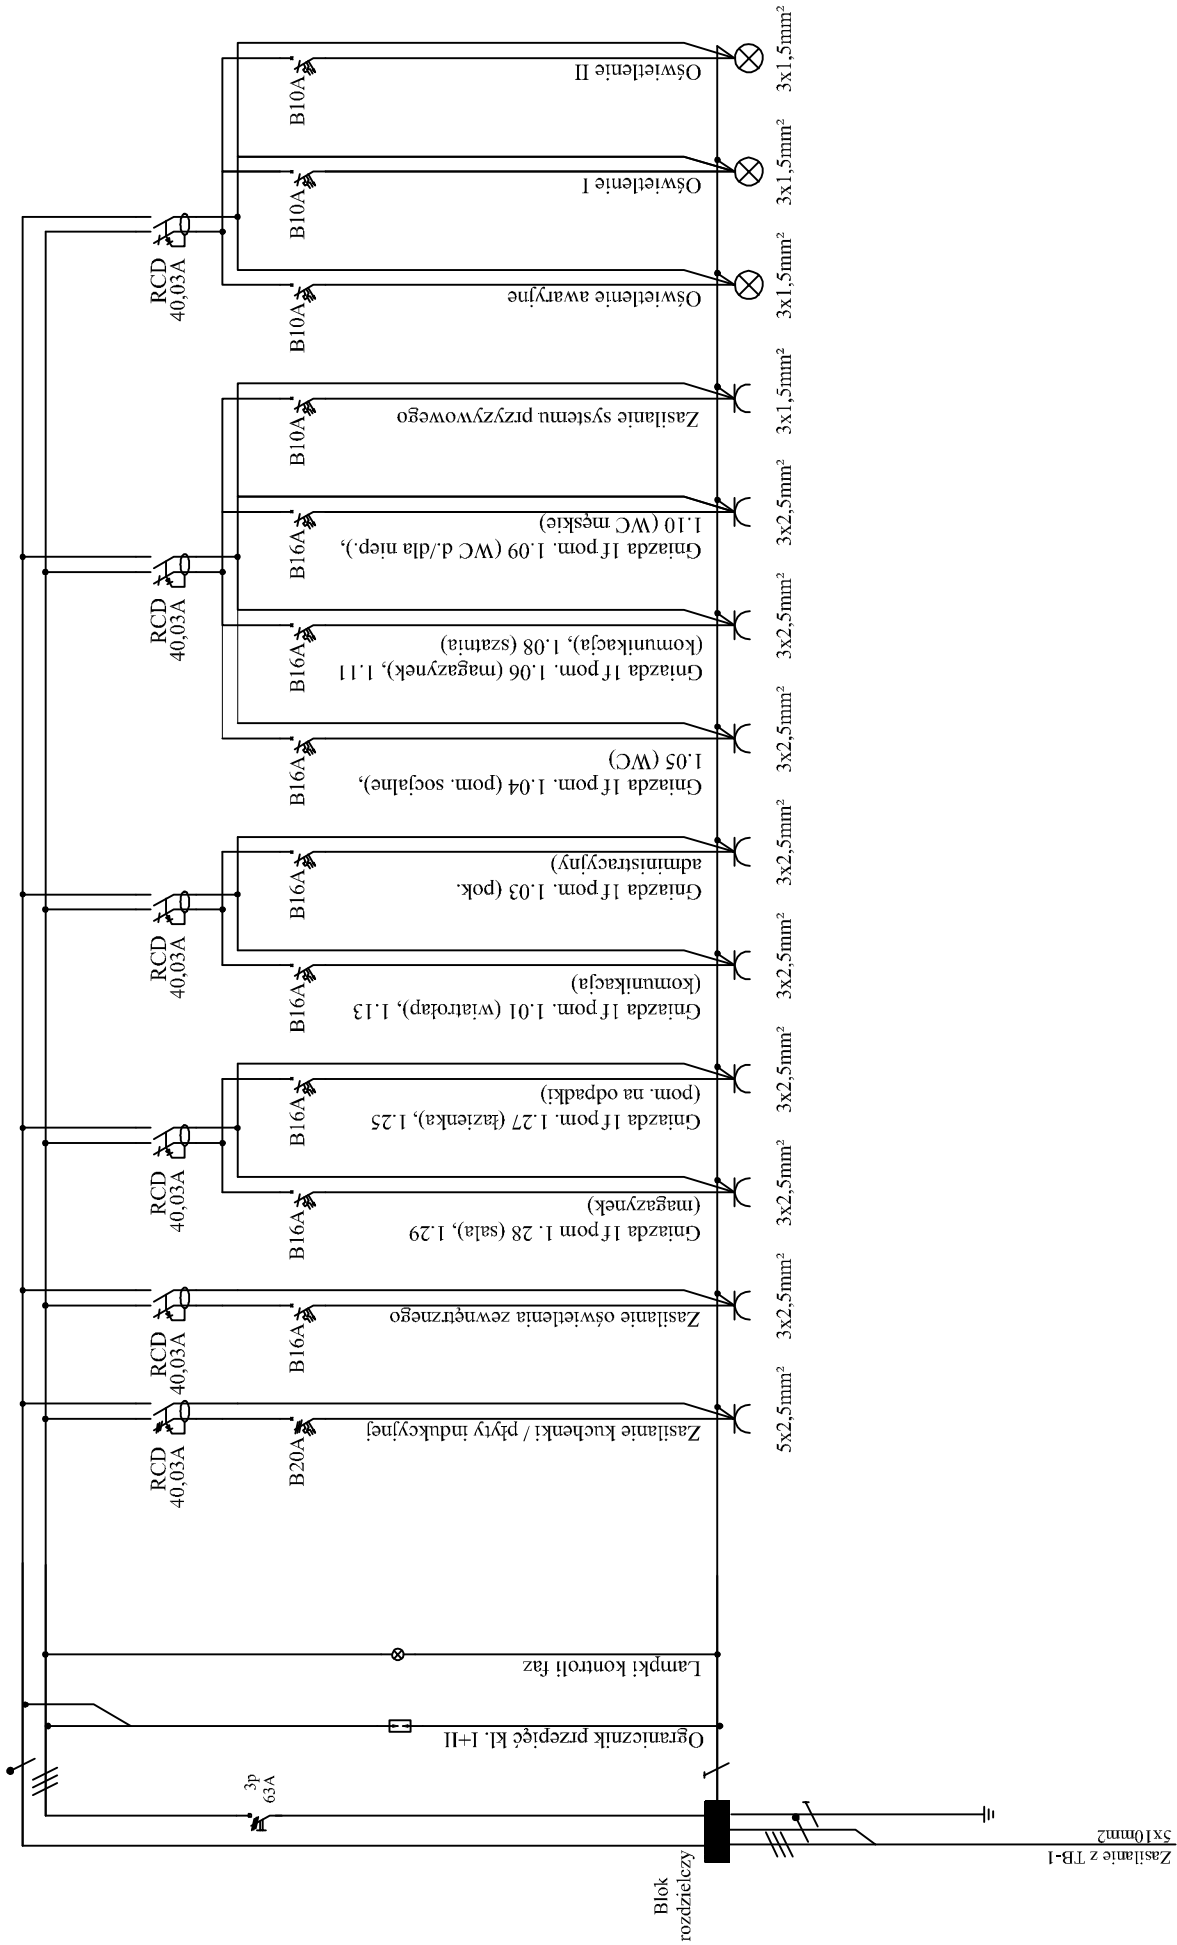 3x1,5mm²
Oświetlenie II
B10A
3x1,5mm²
Oświetlenie I
B10A
RCD
40,03A
3x1,5mm²
Oświetlenie awaryjne
B10A
3x1,5mm²
Zasilanie systemu przyzywowego
B10A
3x2,5mm²
Gniazda 1f pom. 1.09 (WC d./dla niep.),
1.10 (WC męskie)
B16A
RCD
40,03A
3x2,5mm²
Gniazda 1f pom. 1.06 (magazynek), 1.11
(komunikacja), 1.08 (szatnia)
B16A
3x2,5mm²
Gniazda 1f pom. 1.04 (pom. socjalne,
1.05 (WC)
B16A
3x2,5mm²
Gniazda 1f pom. 1.03 (pok.
administracyjny)
B16A
RCD
40,03A
3x2,5mm²
Gniazda 1f pom. 1.01 (wiatrołap), 1.13
(komunikacja)
B16A
3x2,5mm²
Gniazda 1f pom. 1.27 (łazienka), 1.25
(pom. na odpadki)
B16A
RCD
40,03A
3x2,5mm²
Gniazda 1f pom 1. 28 (sala), 1.29
(magazynek)
B16A
3x2,5mm²
Zasilanie oświetlenia zewnętrznego
B16A
RCD
40,03A
5x2,5mm²
Zasilanie kuchenki / płyty indukcyjnej
B20A
RCD
40,03A
Lampki kontroli faz
Ogranicznik przepięć kl. I+II
3p
63A
Blok
rozdzielczy
Zasilanie z TB-1
5x10mm2